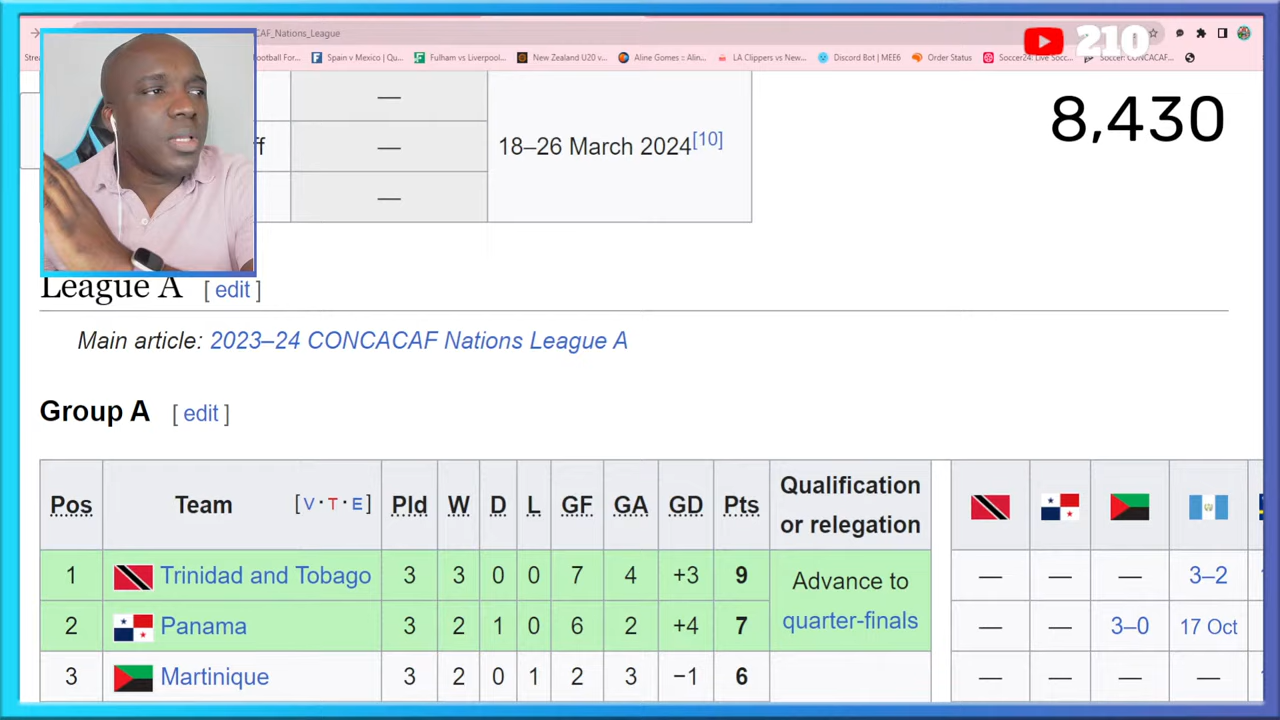 CAF_Nations_League
210
Strea
ootball For...
Spain v Mexico | Qu...
Fulham vs Liverpool...
New Zealand U20 v...
Aline Gomes :: Alin...
LA Clippers vs New...
Discord Bot | MEE6
Order Status
Soccer24: Live Socc...
Soccer: CONCACAF...
8,430
—
ff — 18–26 March 2024[10]
—
League A [ edit ]
Main article: 2023–24 CONCACAF Nations League A
Group A [ edit ]
Pos Team [V·T·E] Pld W D L GF GA GD Pts Qualification or relegation
1 Trinidad and Tobago 3 3 0 0 7 4 +3 9 Advance to quarter-finals — — — 3–2
2 Panama 3 2 1 0 6 2 +4 7 — — 3–0 17 Oct
3 Martinique 3 2 0 1 2 3 −1 6 — — — —